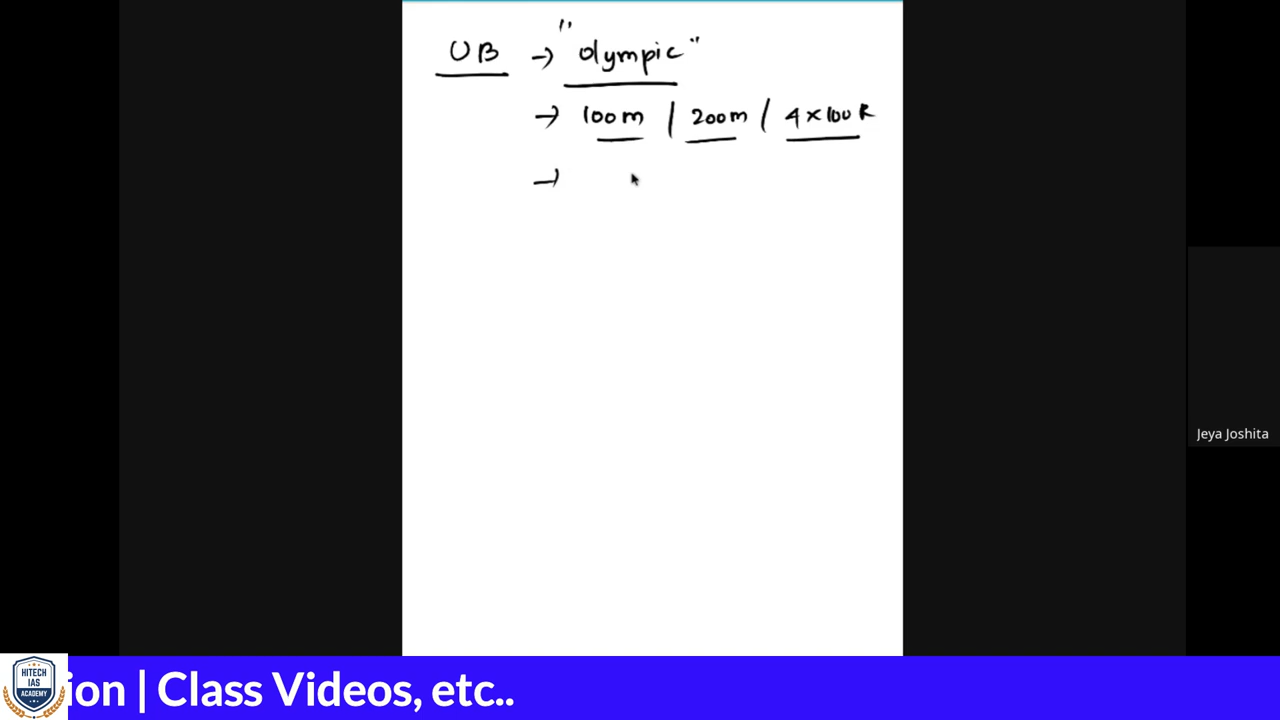 UB → "Olympic"
→ 100m / 200m / 4×100R
→
Jeya Joshita
HITECH
IAS
ACADEMY
ion | Class Videos, etc..